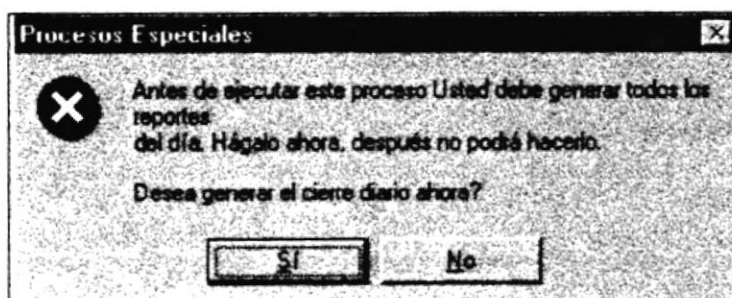 Procesos Especiales
Antes de ejecutar este proceso Usted debe generar todos los
reportes
del día. Hágalo ahora, después no podrá hacerlo.
Desea generar el cierre diario ahora?
Sí
No